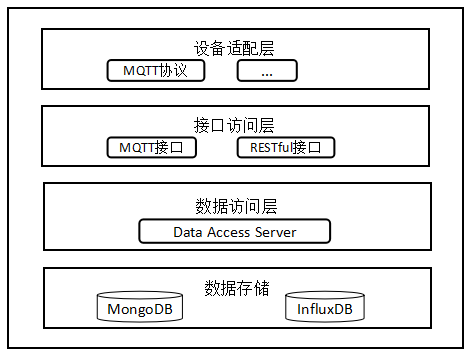 设备适配层
MQTT协议 ...
接口访问层
MQTT接口 RESTful接口
数据访问层
Data Access Server
数据存储
MongoDB InfluxDB